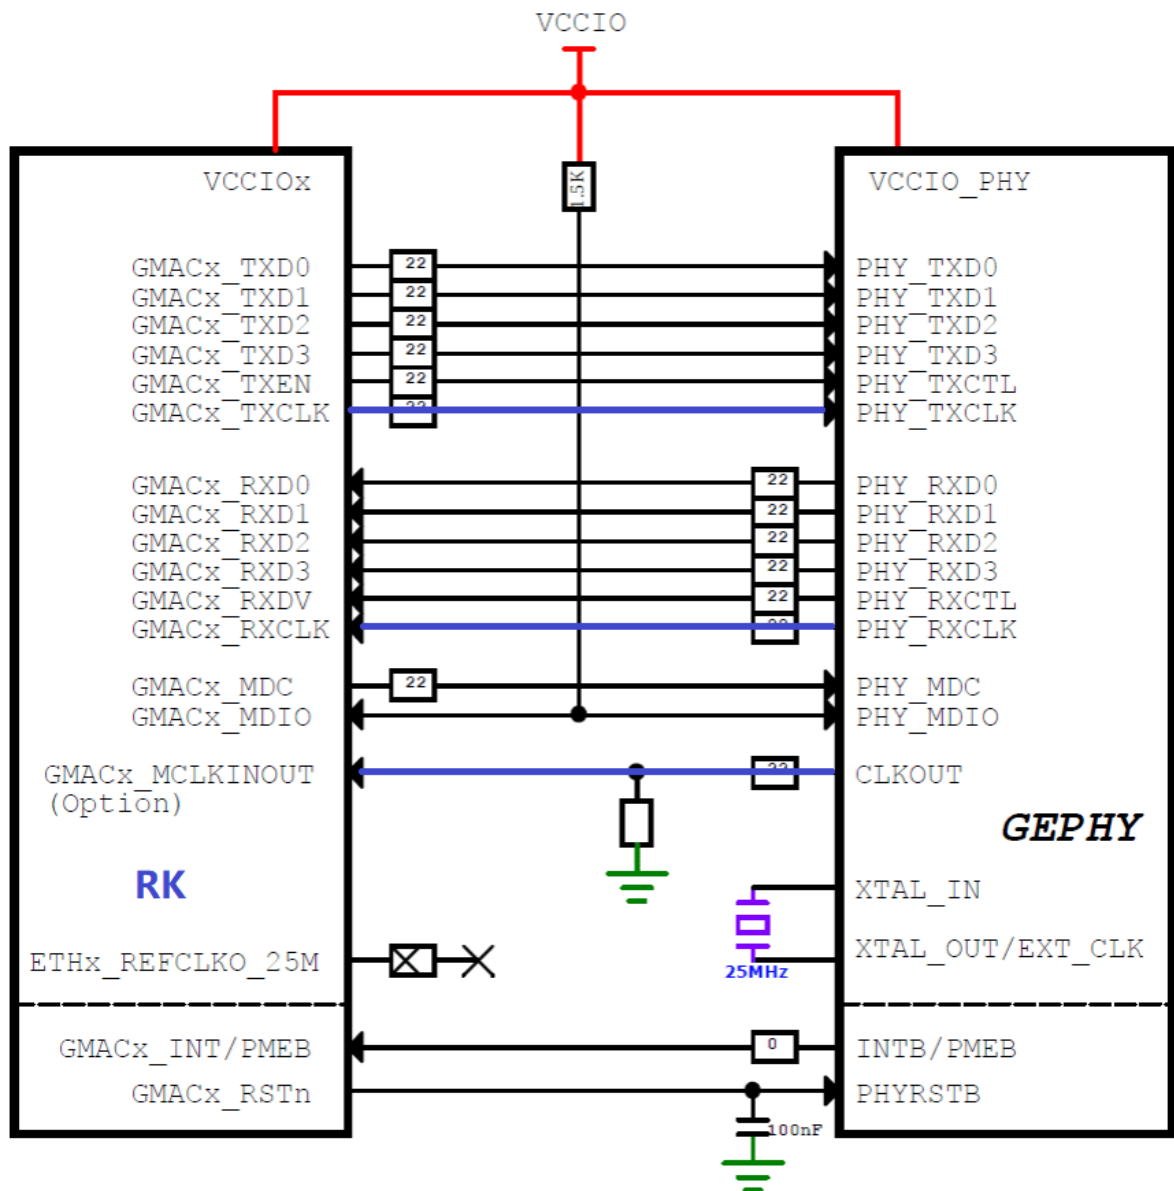 VCCIO
VCCIOx
1.5K
VCCIO_PHY
GMACx_TXD0 22 PHY_TXD0
GMACx_TXD1 22 PHY_TXD1
GMACx_TXD2 22 PHY_TXD2
GMACx_TXD3 22 PHY_TXD3
GMACx_TXEN 22 PHY_TXCTL
GMACx_TXCLK 22 PHY_TXCLK
GMACx_RXD0 22 PHY_RXD0
GMACx_RXD1 22 PHY_RXD1
GMACx_RXD2 22 PHY_RXD2
GMACx_RXD3 22 PHY_RXD3
GMACx_RXDV 22 PHY_RXCTL
GMACx_RXCLK 22 PHY_RXCLK
GMACx_MDC 22 PHY_MDC
GMACx_MDIO PHY_MDIO
GMACx_MCLKINOUT 22 CLKOUT
(Option)
GEPHY
RK
XTAL_IN
ETHx_REFCLKO_25M
XTAL_OUT/EXT_CLK
25MHz
GMACx_INT/PMEB 0 INTB/PMEB
GMACx_RSTn PHYRSTB
100nF